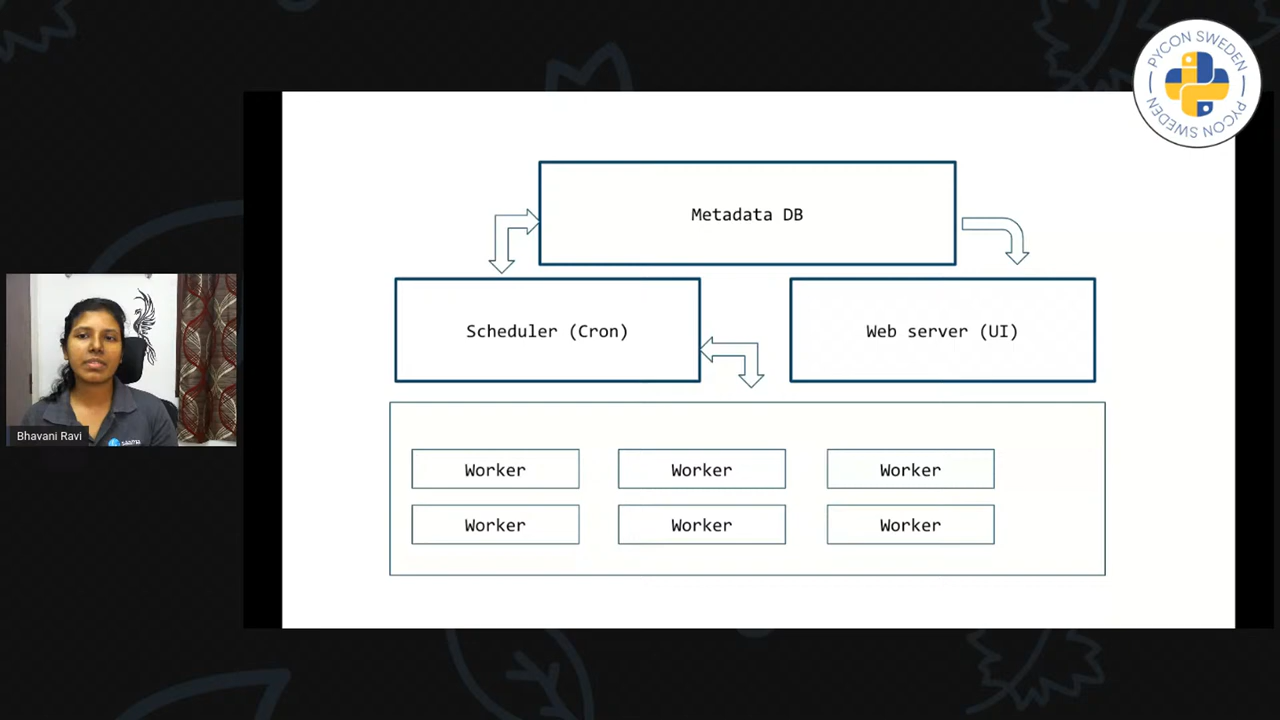 PYCON SWEDEN
PYCON SWEDEN
Metadata DB
Scheduler (Cron)
Web server (UI)
Worker
Worker
Worker
Worker
Worker
Worker
Bhavani Ravi